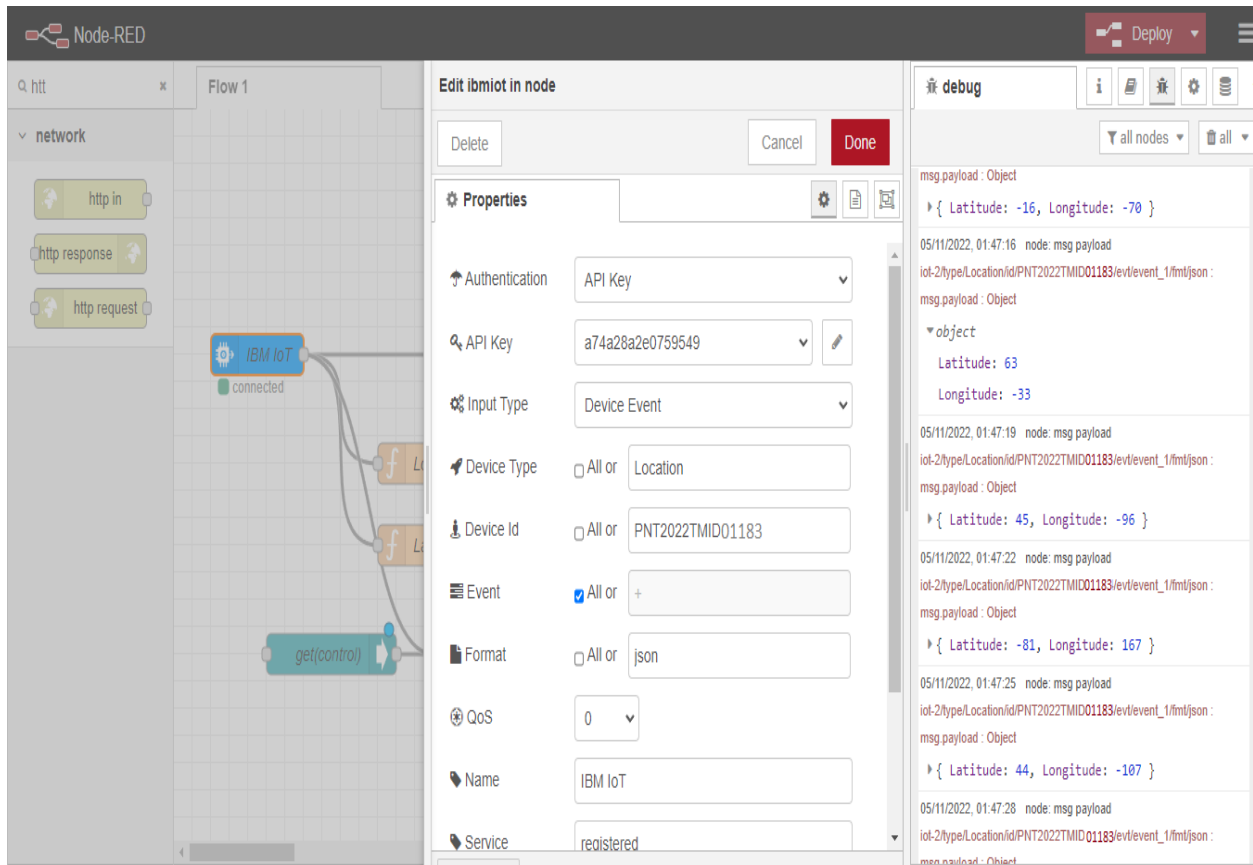 Node-RED
Deploy
htt
Flow 1
network
http in
http response
http request
IBM IoT
connected
get(control)
Edit ibmiot in node
Delete
Cancel
Done
Properties
Authentication
API Key
API Key
a74a28a2e0759549
Input Type
Device Event
Device Type
All or
Location
Device Id
All or
PNT2022TMID01183
Event
All or
+
Format
All or
json
QoS
0
Name
IBM IoT
Service
registered
debug
i
all nodes
all
msg.payload : Object
{ Latitude: -16, Longitude: -70 }
05/11/2022, 01:47:16 node: msg payload
iot-2/type/Location/id/PNT2022TMID01183/evt/event_1/fmt/json :
msg.payload : Object
object
Latitude: 63
Longitude: -33
05/11/2022, 01:47:19 node: msg payload
iot-2/type/Location/id/PNT2022TMID01183/evt/event_1/fmt/json :
msg.payload : Object
{ Latitude: 45, Longitude: -96 }
05/11/2022, 01:47:22 node: msg payload
iot-2/type/Location/id/PNT2022TMID01183/evt/event_1/fmt/json :
msg.payload : Object
{ Latitude: -81, Longitude: 167 }
05/11/2022, 01:47:25 node: msg payload
iot-2/type/Location/id/PNT2022TMID01183/evt/event_1/fmt/json :
msg.payload : Object
{ Latitude: 44, Longitude: -107 }
05/11/2022, 01:47:28 node: msg payload
iot-2/type/Location/id/PNT2022TMID01183/evt/event_1/fmt/json :
msg.payload : Object